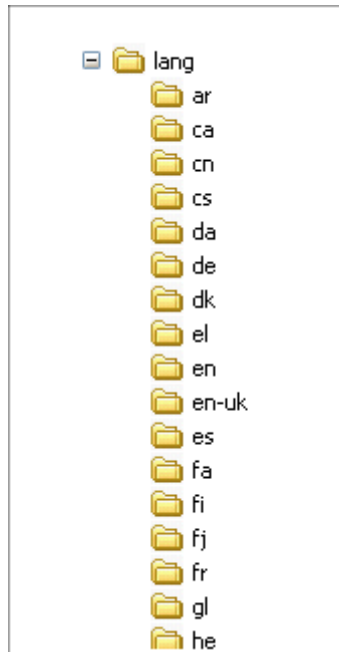 lang
ar
ca
cn
cs
da
de
dk
el
en
en-uk
es
fa
fi
fj
fr
gl
he